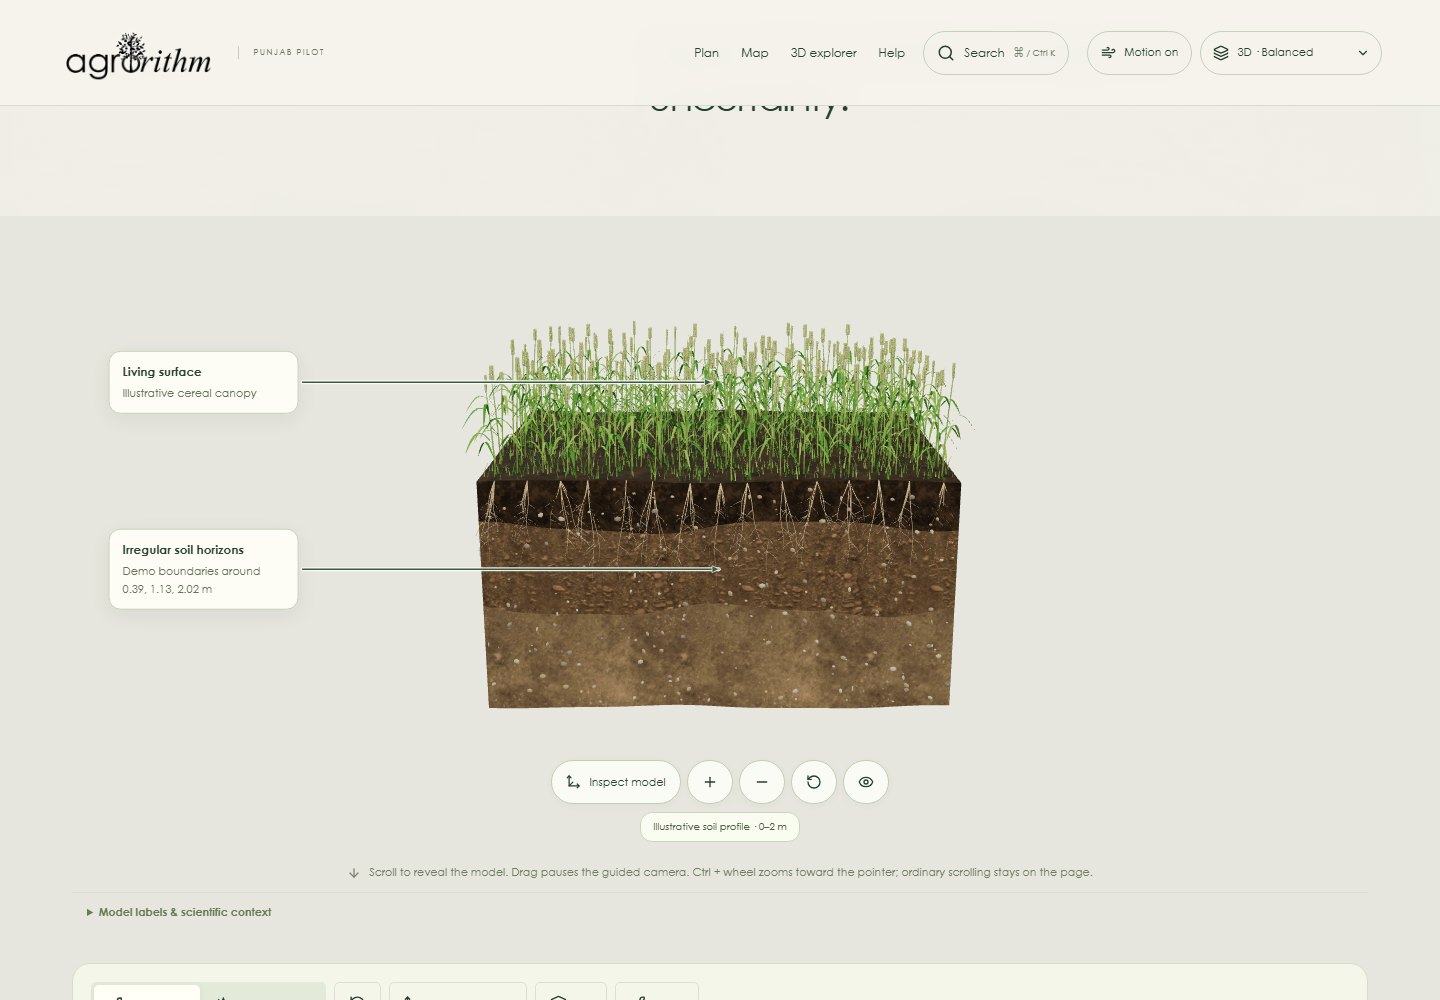 agrorithm
PUNJAB PILOT
Plan
Map
3D explorer
Help
Search ⌘ / Ctrl K
Motion on
3D · Balanced
uncertainty.
Living surface
Illustrative cereal canopy
Irregular soil horizons
Demo boundaries around
0.39, 1.13, 2.02 m
Inspect model
Illustrative soil profile · 0–2 m
Scroll to reveal the model. Drag pauses the guided camera. Ctrl + wheel zooms toward the pointer; ordinary scrolling stays on the page.
Model labels & scientific context